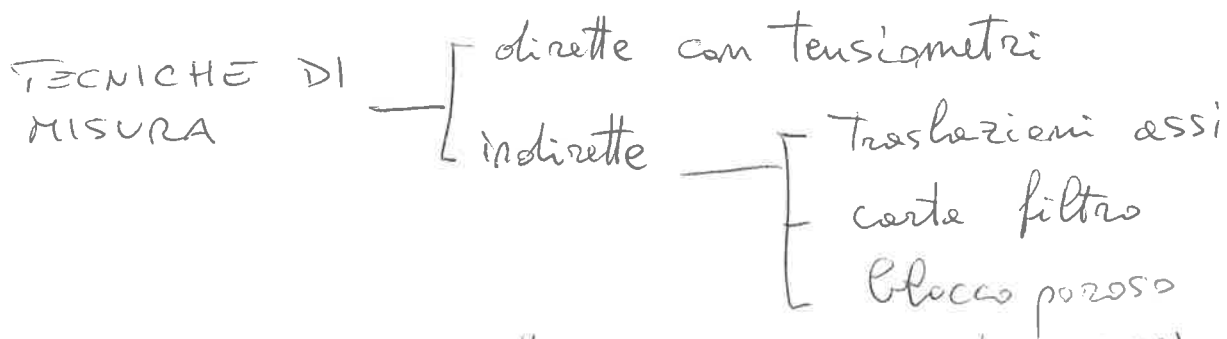 TECNICHE DI
MISURA
dirette con tensiometri
indirette
Traslazioni assi
carta filtro
blocco poroso